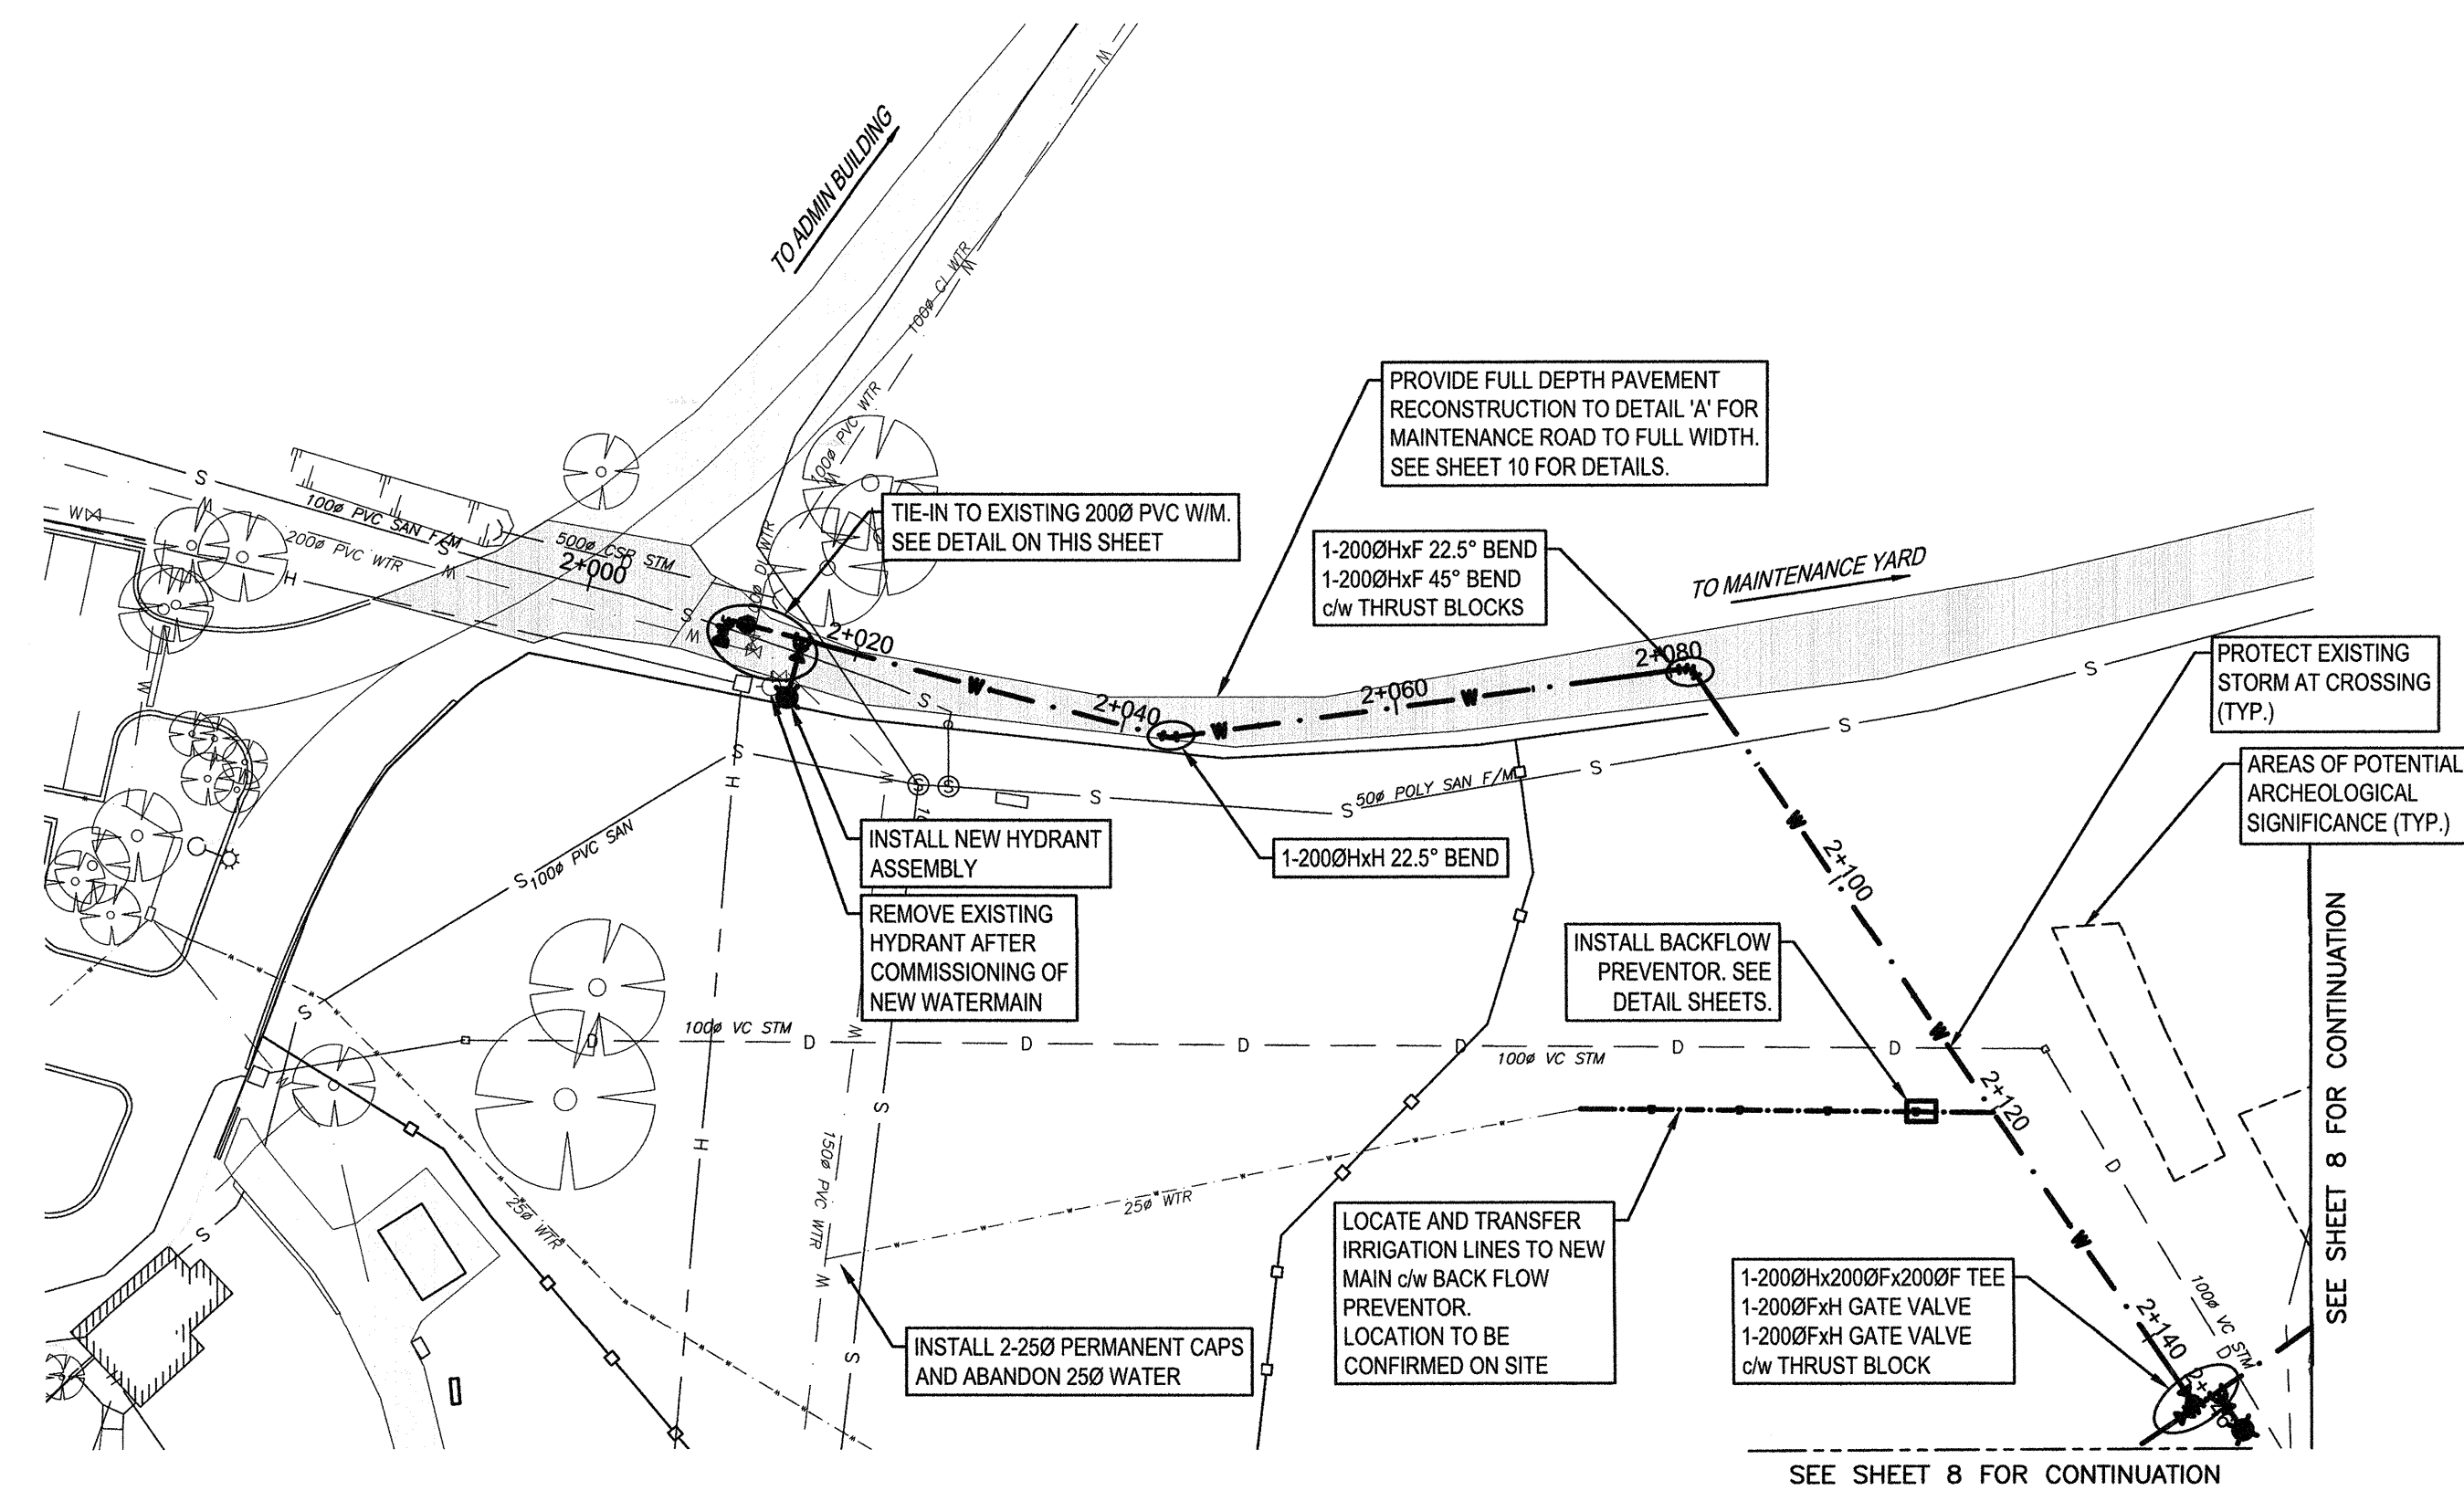 TO ADMIN BUILDING
W
100Ø CI WTR
W
100Ø PVC WTR
W
PROVIDE FULL DEPTH PAVEMENT
RECONSTRUCTION TO DETAIL 'A' FOR
MAINTENANCE ROAD TO FULL WIDTH.
SEE SHEET 10 FOR DETAILS.
S
W
W
100Ø PVC SAN F/M
S
200Ø PVC WTR
W
H
500Ø CSR STM
D
2+000
TIE-IN TO EXISTING 200Ø PVC W/M.
SEE DETAIL ON THIS SHEET
1-200ØHxF 22.5° BEND
1-200ØHxF 45° BEND
c/w THRUST BLOCKS
TO MAINTENANCE YARD
S
W
2+020
W
S
2+040
W
2+060
W
2+080
S
S
S
50Ø POLY SAN F/M
S
S
S
S
S
W
H
PROTECT EXISTING
STORM AT CROSSING
(TYP.)
AREAS OF POTENTIAL
ARCHEOLOGICAL
SIGNIFICANCE (TYP.)
INSTALL NEW HYDRANT
ASSEMBLY
1-200ØHxH 22.5° BEND
W
2+100
S
100Ø PVC SAN
REMOVE EXISTING
HYDRANT AFTER
COMMISSIONING OF
NEW WATERMAIN
INSTALL BACKFLOW
PREVENTOR. SEE
DETAIL SHEETS.
SEE SHEET 8 FOR CONTINUATION
W
W
S
100Ø VC STM
D
D
D
D
D
100Ø VC STM
D
D
W
W
2+120
S
H
150Ø PVC WTR
W
25Ø WTR
25Ø WTR
D
W
S
LOCATE AND TRANSFER
IRRIGATION LINES TO NEW
MAIN c/w BACK FLOW
PREVENTOR.
LOCATION TO BE
CONFIRMED ON SITE
1-200ØHx200ØFx200ØF TEE
1-200ØFxH GATE VALVE
1-200ØFxH GATE VALVE
c/w THRUST BLOCK
100Ø VC STM
D
2+140
INSTALL 2-25Ø PERMANENT CAPS
AND ABANDON 25Ø WATER
S
SEE SHEET 8 FOR CONTINUATION